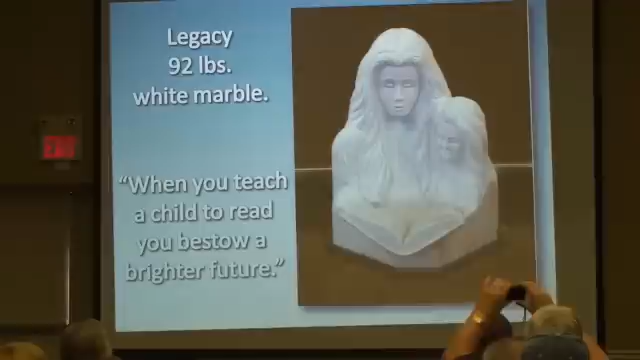 Legacy
92 lbs.
white marble.
“When you teach
a child to read
you bestow a
brighter future.”